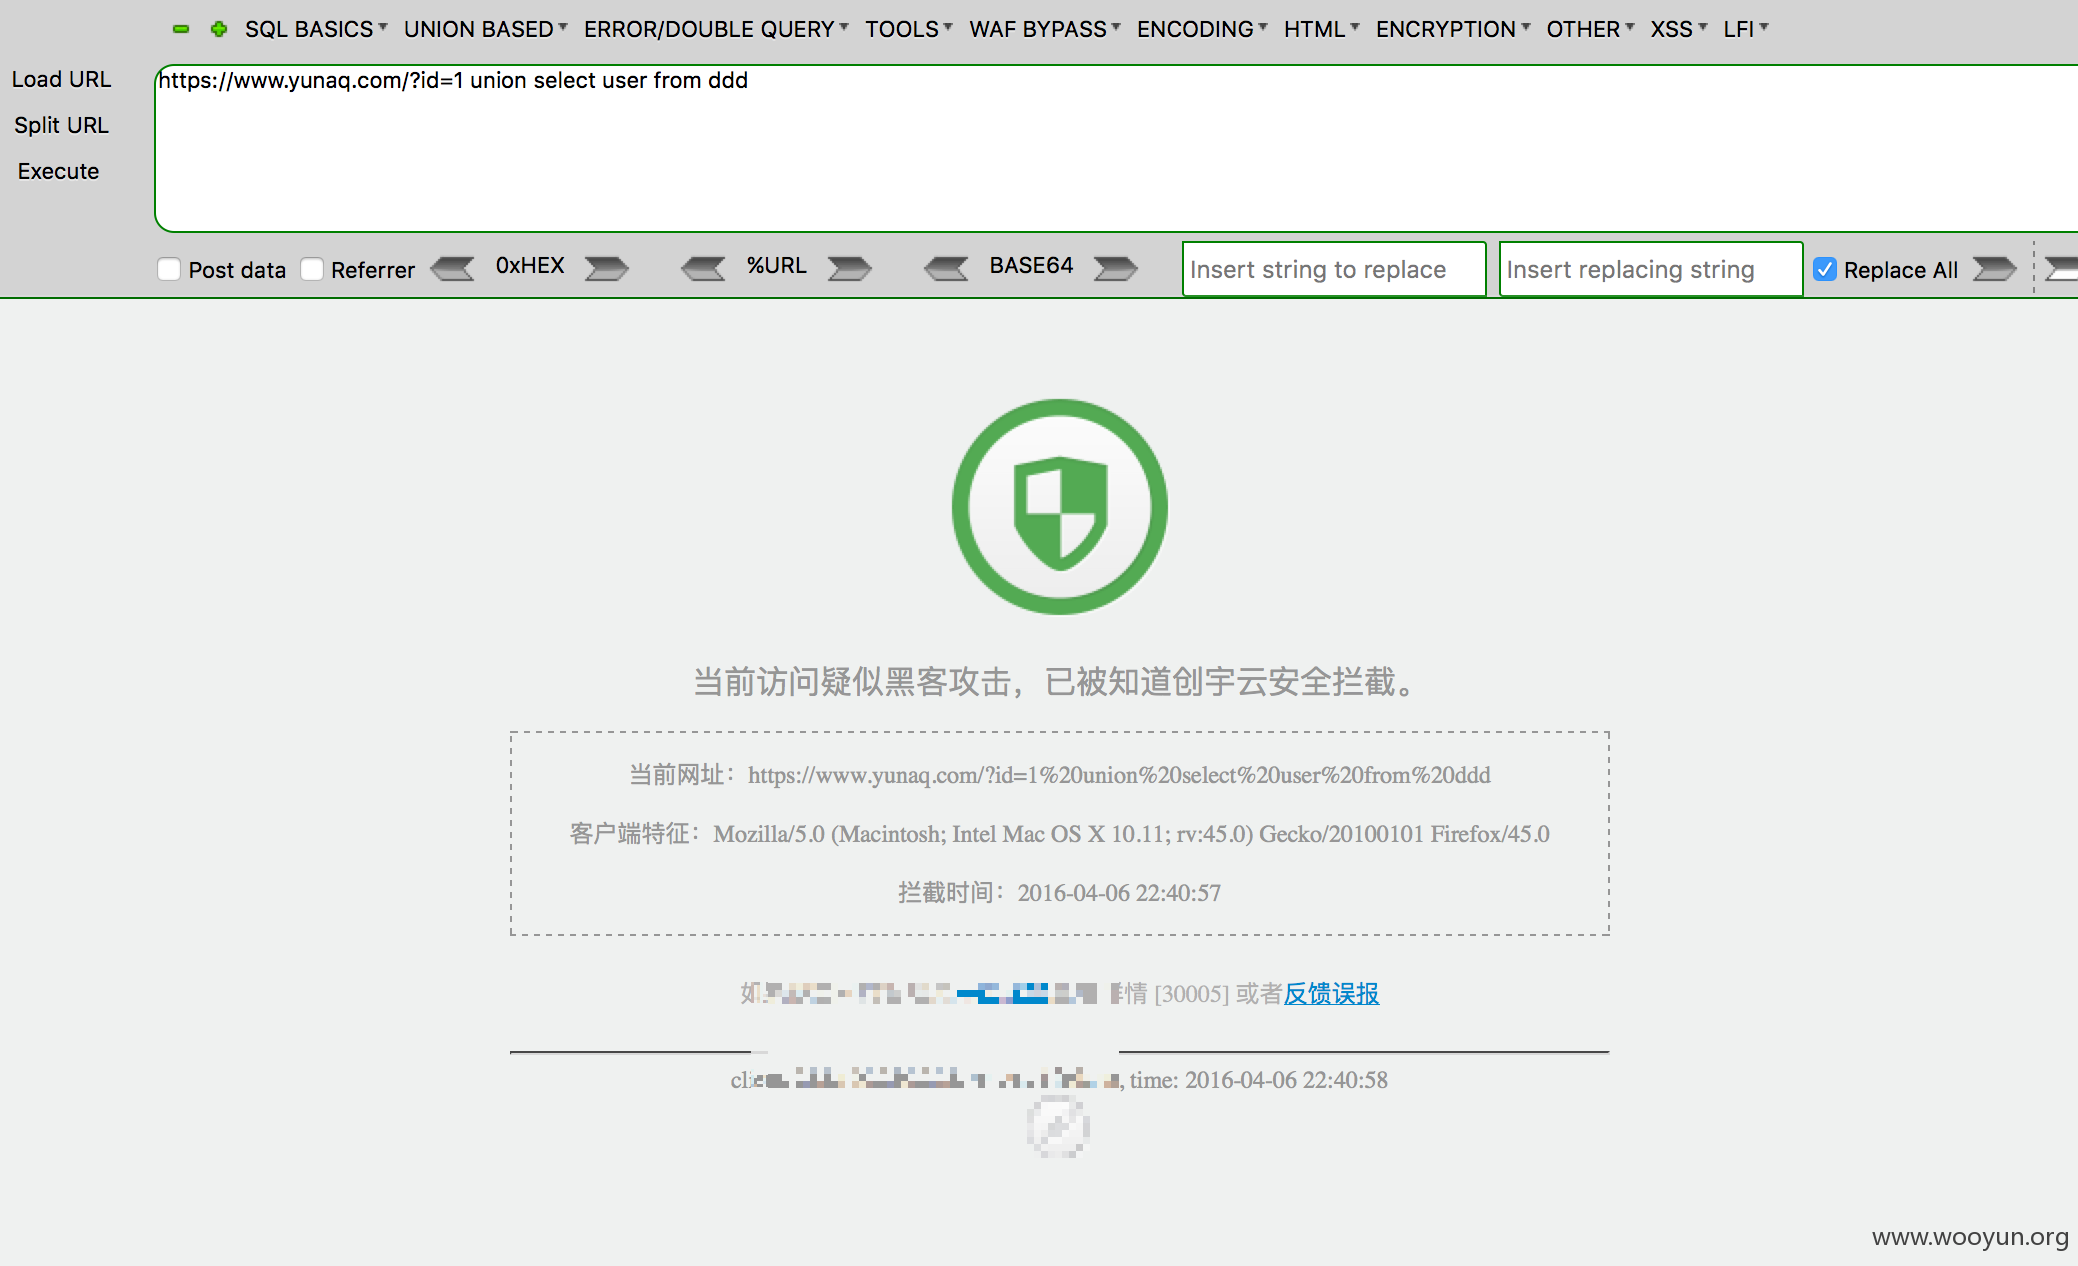 SQL BASICS UNION BASED ERROR/DOUBLE QUERY TOOLS WAF BYPASS ENCODING HTML ENCRYPTION OTHER XSS LFI
Load URL
https://www.yunaq.com/?id=1 union select user from ddd
Split URL
Execute
Post data Referrer 0xHEX %URL BASE64 Insert string to replace Insert replacing string Replace All
当前访问疑似黑客攻击，已被知道创宇云安全拦截。
当前网址：https://www.yunaq.com/?id=1%20union%20select%20user%20from%20ddd
客户端特征：Mozilla/5.0 (Macintosh; Intel Mac OS X 10.11; rv:45.0) Gecko/20100101 Firefox/45.0
拦截时间：2016-04-06 22:40:57
情 [30005] 或者反馈误报
, time: 2016-04-06 22:40:58
www.wooyun.org